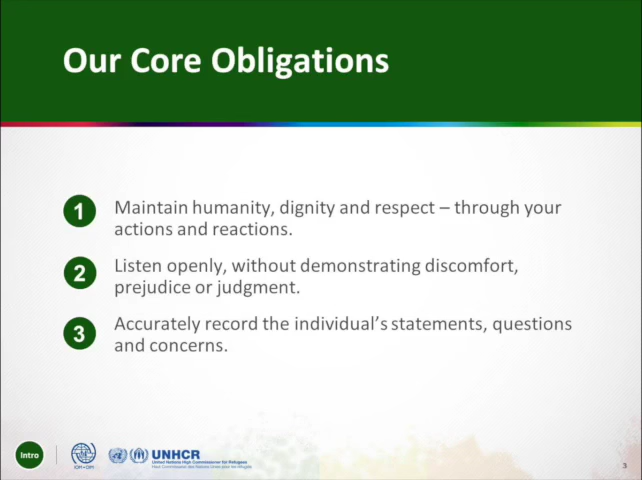 Our Core Obligations
1 Maintain humanity, dignity and respect – through your
actions and reactions.
2 Listen openly, without demonstrating discomfort,
prejudice or judgment.
3 Accurately record the individual's statements, questions
and concerns.
Intro
IOM • OIM
UNHCR
United Nations High Commissioner for Refugees
Haut Commissariat des Nations Unies pour les réfugiés
3